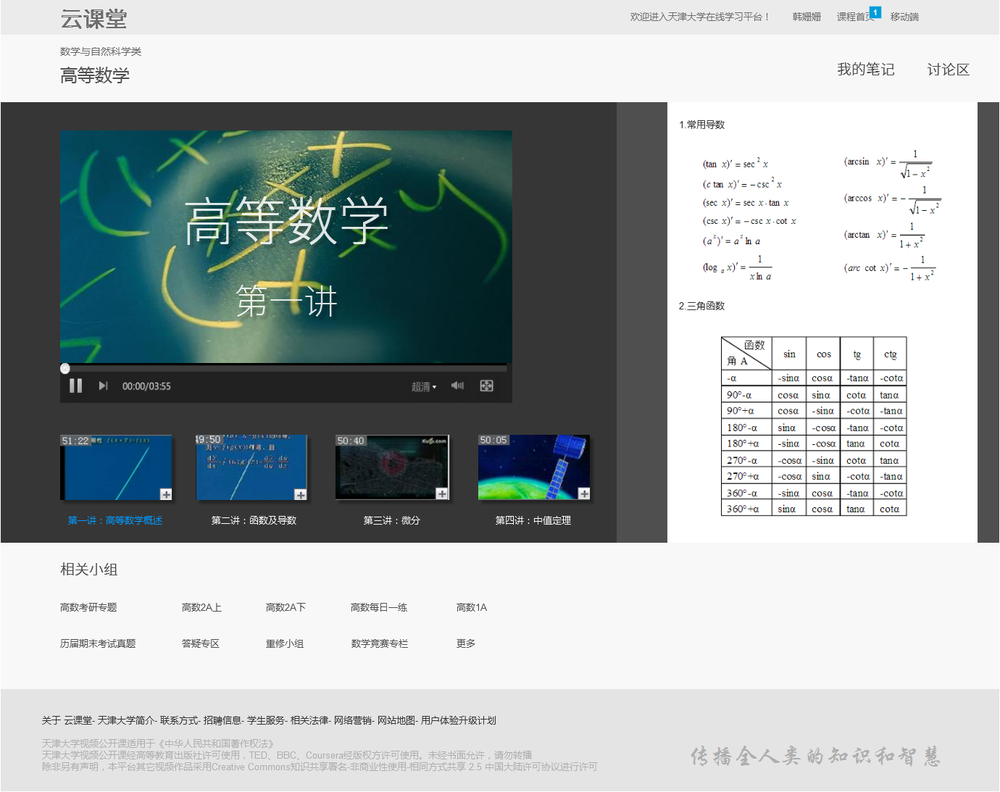 云课堂
欢迎进入天津大学在线学习平台！ 韩姗姗 课程首页 1 移动端
数学与自然科学类
高等数学
我的笔记 讨论区
高等数学
第一讲
00:00/03:55 超清
51:22 期性 f(x+T)=f(x)
49:50
50:40 Ku6.com
50:05
第一讲：高等数学概述 第二讲：函数及导数 第三讲：微分 第四讲：中值定理
1.常用导数
(tan x)′ = sec² x
(c tan x)′ = − csc² x
(sec x)′ = sec x · tan x
(csc x)′ = − csc x · cot x
(aˣ)′ = aˣ ln a
(log ₐ x)′ = 1/(x ln a)
(arcsin x)′ = 1/√(1 − x²)
(arccos x)′ = − 1/√(1 − x²)
(arctan x)′ = 1/(1 + x²)
(arc cot x)′ = − 1/(1 + x²)
2.三角函数
函数 角 A sin cos tg ctg
-α -sinα cosα -tanα -cotα
90°-α cosα sinα cotα tanα
90°+α cosα -sinα -cotα -tanα
180°-α sinα -cosα -tanα -cotα
180°+α -sinα -cosα tanα cotα
270°-α -cosα -sinα cotα tanα
270°+α -cosα sinα -cotα -tanα
360°-α -sinα cosα -tanα -cotα
360°+α sinα cosα tanα cotα
相关小组
高数考研专题 高数2A上 高数2A下 高数每日一练 高数1A
历届期末考试真题 答疑专区 重修小组 数学竞赛专栏 更多
关于 云课堂- 天津大学简介- 联系方式- 招聘信息- 学生服务- 相关法律- 网络营销- 网站地图- 用户体验升级计划
天津大学视频公开课适用于《中华人民共和国著作权法》
天津大学视频公开课经高等教育出版社许可使用，TED、BBC、Coursera经版权方许可使用。未经书面允许，请勿转播
除非另有声明，本平台其它视频作品采用Creative Commons知识共享署名-非商业性使用-相同方式共享 2.5 中国大陆许可协议进行许可
传播全人类的知识和智慧